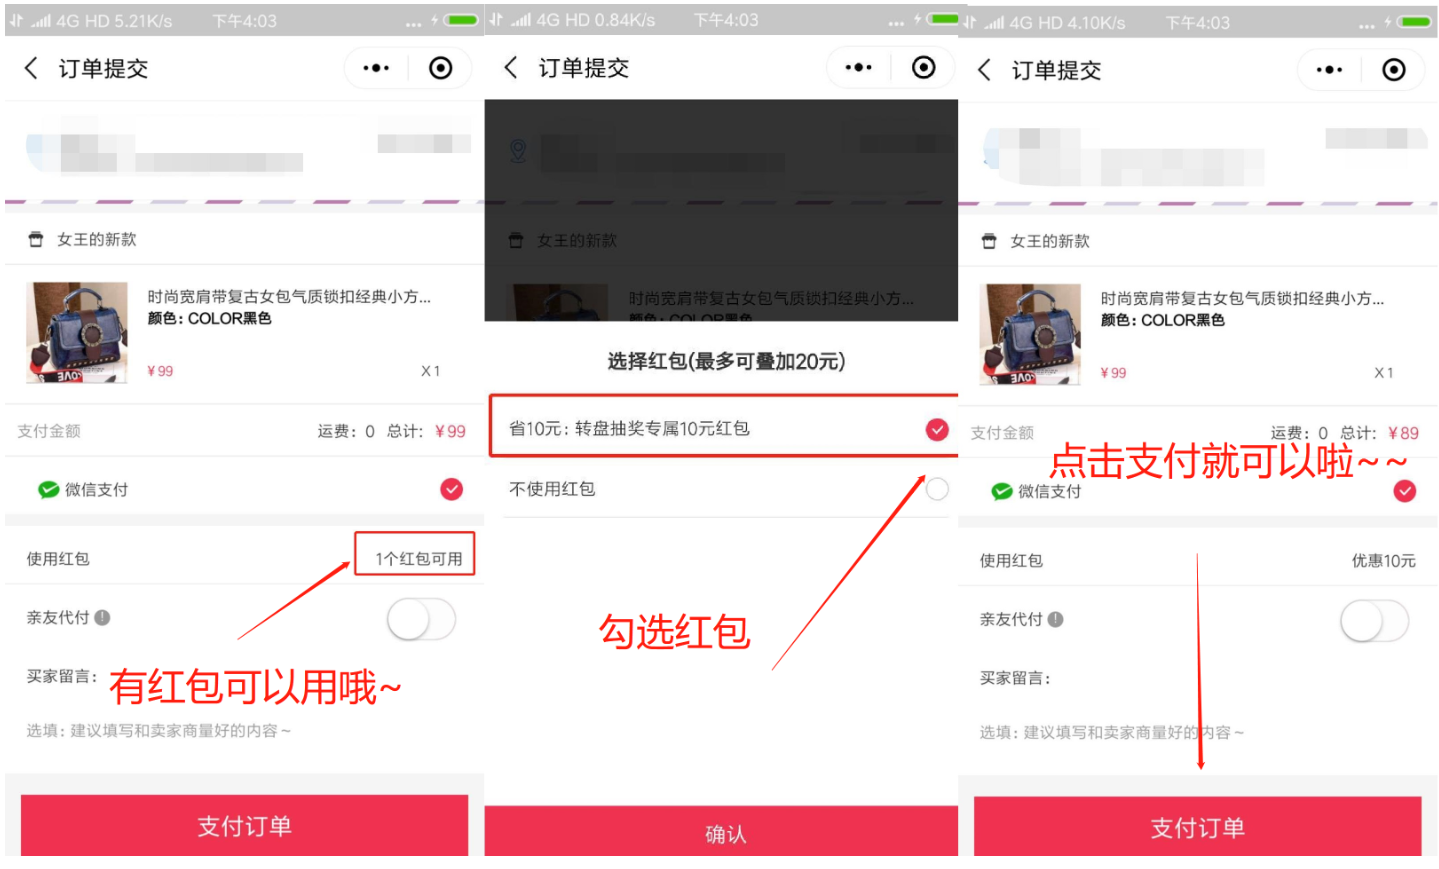 4G HD 5.21K/s 下午4:03
订单提交
女王的新款
时尚宽肩带复古女包气质锁扣经典小方...
颜色：COLOR黑色
¥99 X1
支付金额 运费：0 总计：¥99
微信支付
使用红包 1个红包可用
亲友代付
有红包可以用哦~
买家留言：
选填：建议填写和卖家商量好的内容~
支付订单
4G HD 0.84K/s 下午4:03
订单提交
女王的新款
时尚宽肩带复古女包气质锁扣经典小方...
颜色：COLOR黑色
选择红包(最多可叠加20元)
省10元：转盘抽奖专属10元红包
不使用红包
勾选红包
确认
4G HD 4.10K/s 下午4:03
订单提交
女王的新款
时尚宽肩带复古女包气质锁扣经典小方...
颜色：COLOR黑色
¥99 X1
支付金额 运费：0 总计：¥89
点击支付就可以啦~~
微信支付
使用红包 优惠10元
亲友代付
买家留言：
选填：建议填写和卖家商量好的内容~
支付订单